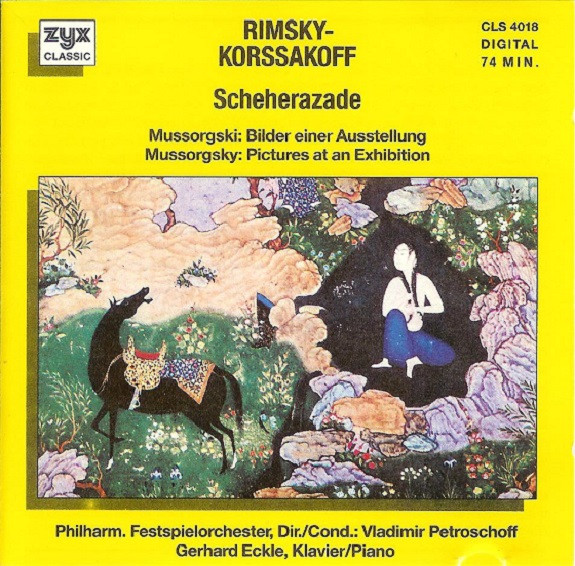 zyx
CLASSIC
RIMSKY-
KORSSAKOFF
CLS 4018
DIGITAL
74 MIN.
Scheherazade
Mussorgski: Bilder einer Ausstellung
Mussorgsky: Pictures at an Exhibition
Philharm. Festspielorchester, Dir./Cond.: Vladimir Petroschoff
Gerhard Eckle, Klavier/Piano